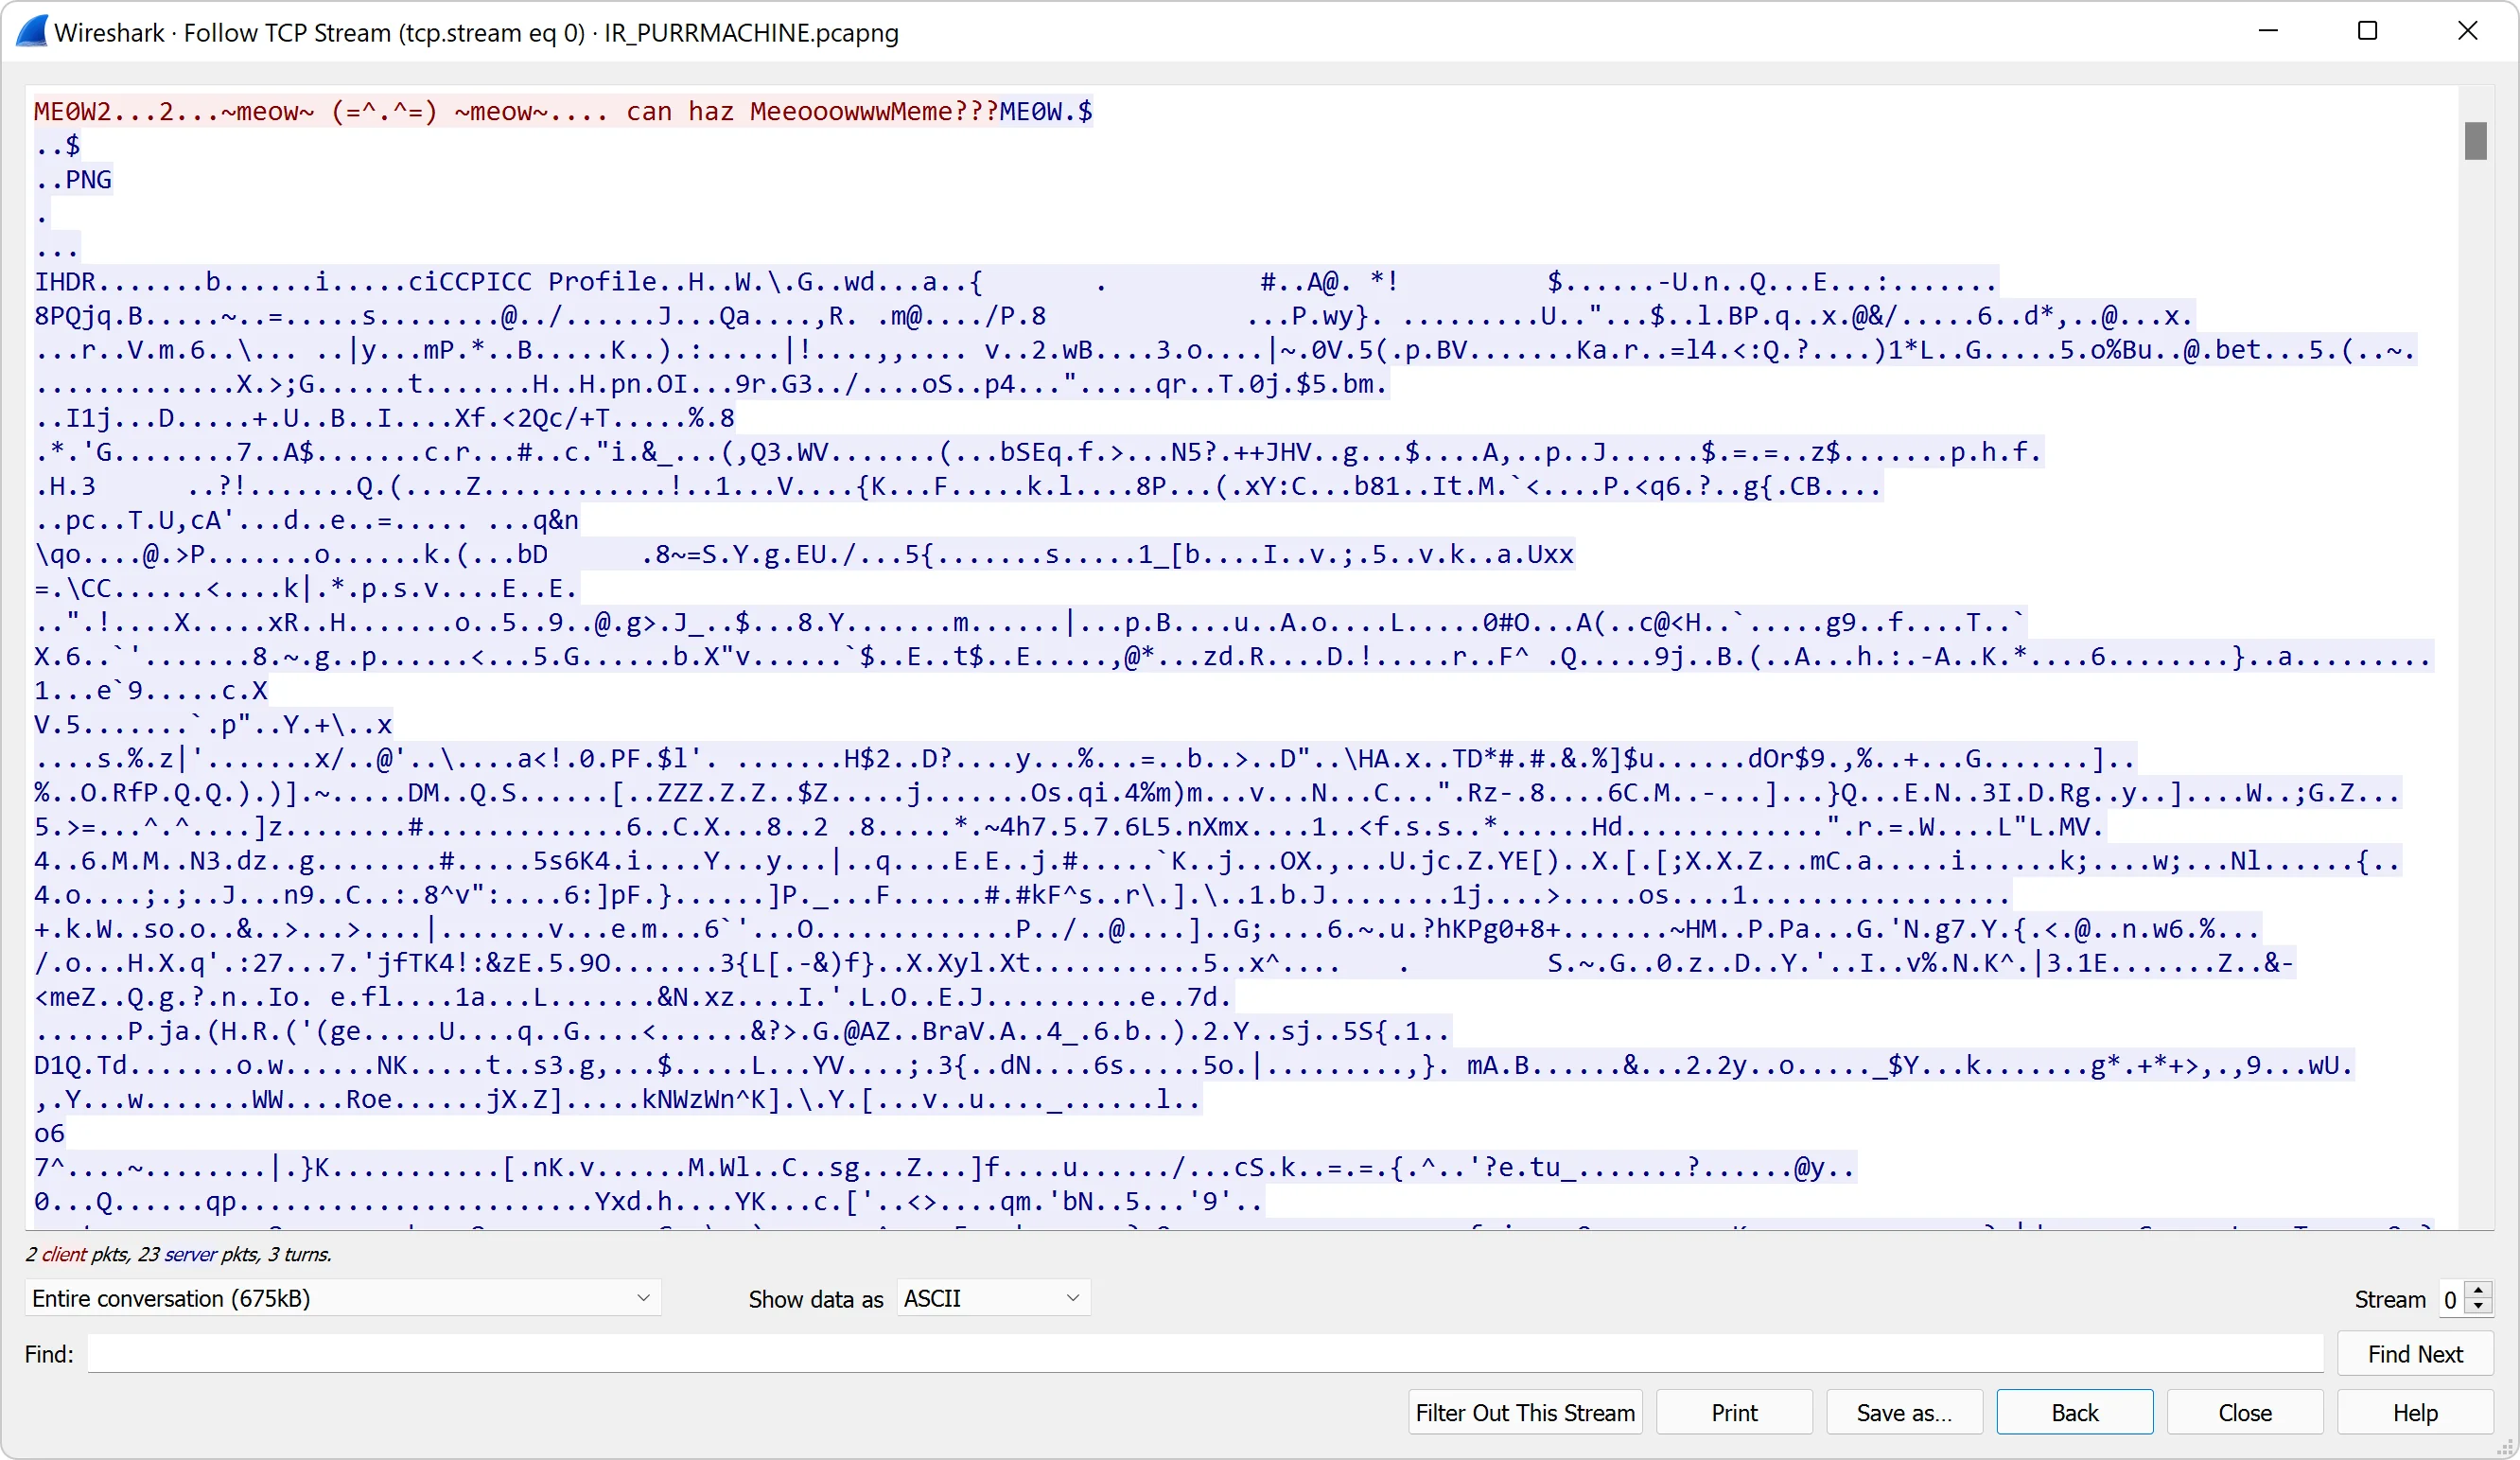 Wireshark · Follow TCP Stream (tcp.stream eq 0) · IR_PURRMACHINE.pcapng
ME0W2...2...~meow~ (=^.^=) ~meow~.... can haz MeeooowwwMeme???ME0W.$
..$
..PNG
.
...
IHDR.......b......i.....ciCCPICC Profile..H..W.\.G..wd...a..{       .          #..A@. *!          $......-U.n..Q...E...:.......
8PQjq.B.....~..=.....s........@../......J...Qa....,R. .m@..../P.8             ...P.wy}. .........U.."...$..l.BP.q..x.@&/.....6..d*,..@...x.
...r..V.m.6..\... ..|y...mP.*..B.....K..).:.....|!....,,.... v..2.wB....3.o....|~.0V.5(.p.BV.......Ka.r..=l4.<:Q.?....)1*L..G.....5.o%Bu..@.bet...5.(..~.
.............X.>;G......t.......H..H.pn.OI...9r.G3../....oS..p4...".....qr..T.0j.$5.bm.
..I1j...D.....+.U..B..I....Xf.<2Qc/+T.....%.8
.*.'G........7..A$.......c.r...#..c."i.&_...(,Q3.WV.......(...bSEq.f.>...N5?.++JHV..g...$....A,..p..J......$.=.=..z$.......p.h.f.
.H.3      ..?!.......Q.(....Z............!..1...V....{K...F.....k.l....8P...(.xY:C...b81..It.M.`<....P.<q6.?..g{.CB....
..pc..T.U,cA'...d..e..=..... ...q&n
\qo....@.>P.......o......k.(...bD      .8~=S.Y.g.EU./...5{.......s.....1_[b....I..v.;.5..v.k..a.Uxx
=.\CC......<....k|.*.p.s.v....E..E.
..".!....X.....xR..H.......o..5..9..@.g>.J_..$...8.Y.......m......|...p.B....u..A.o....L.....0#O...A(..c@<H..`.....g9..f....T..`
X.6..`'.......8.~.g..p......<...5.G......b.X"v......`$..E..t$..E.....,@*...zd.R....D.!.....r..F^ .Q.....9j..B.(..A...h.:.-A..K.*....6........}..a.........
1...e`9.....c.X
V.5.......`.p"..Y.+\..x
....s.%.z|'.......x/..@'..\....a<!.0.PF.$l'. .......H$2..D?....y...%...=..b..>..D"..\HA.x..TD*#.#.&.%]$u......dOr$9.,%..+...G.......]..
%..O.RfP.Q.Q.).)].~.....DM..Q.S......[..ZZZ.Z.Z..$Z.....j.......Os.qi.4%m)m...v...N...C...".Rz-.8....6C.M..-...]...}Q...E.N..3I.D.Rg..y..]....W..;G.Z...
5.>=...^.^....]z........#.............6..C.X...8..2 .8.....*.~4h7.5.7.6L5.nXmx....1..<f.s.s..*......Hd.............".r.=.W....L"L.MV.
4..6.M.M..N3.dz..g........#.....5s6K4.i....Y...y...|..q....E.E..j.#.....`K..j...OX.,...U.jc.Z.YE[)..X.[.[;X.X.Z...mC.a.....i......k;....w;...Nl......{..
4.o....;.;..J...n9..C..:.8^v":....6:]pF.}......]P._...F......#.#kF^s..r\.].\..1.b.J........1j....>.....os....1.................
+.k.W..so.o..&..>...>....|.......v...e.m...6`'...O.............P../..@....]..G;....6.~.u.?hKPg0+8+.......~HM..P.Pa...G.'N.g7.Y.{.<.@..n.w6.%...
/.o...H.X.q'.:27...7.'jfTK4!:&zE.5.9O.......3{L[.-&)f}..X.Xyl.Xt...........5..x^....    .         S.~.G..0.z..D..Y.'..I..v%.N.K^.|3.1E.......Z..&-
<meZ..Q.g.?.n..Io. e.fl....1a...L.......&N.xz....I.'.L.O..E.J..........e..7d.
......P.ja.(H.R.('(ge.....U....q..G....<......&?>.G.@AZ..BraV.A..4_.6.b..).2.Y..sj..5S{.1..
D1Q.Td.......o.w......NK.....t..s3.g,...$.....L...YV....;.3{..dN....6s.....5o.|.........,}. mA.B......&...2.2y..o....._$Y...k.......g*.+*+>,.,9...wU.
,.Y...w.......WW....Roe......jX.Z].....kNWzWn^K].\.Y.[...v..u...._......l..
o6
7^....~........|.}K...........[.nK.v......M.Wl..C..sg...Z...]f....u....../...cS.k..=.=.{.^..'?e.tu_.......?......@y..
0...Q......qp.......................Yxd.h....YK...c.['..<>....qm.'bN..5...'9'..
2 client pkts, 23 server pkts, 3 turns.
Entire conversation (675kB)
Show data as ASCII
Stream 0
Find:
Find Next
Filter Out This Stream
Print
Save as...
Back
Close
Help